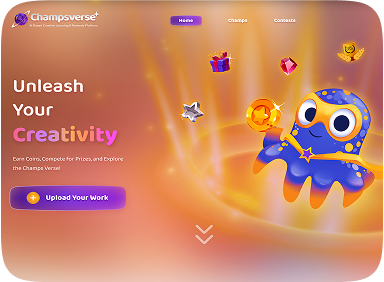 Champsverse+
A Global Creative Learning & Rewards Platform
Home
Champs
Contests
Unleash
Your
Creativity
Earn Coins, Compete for Prizes, and Explore
the Champs Verse!
Upload Your Work